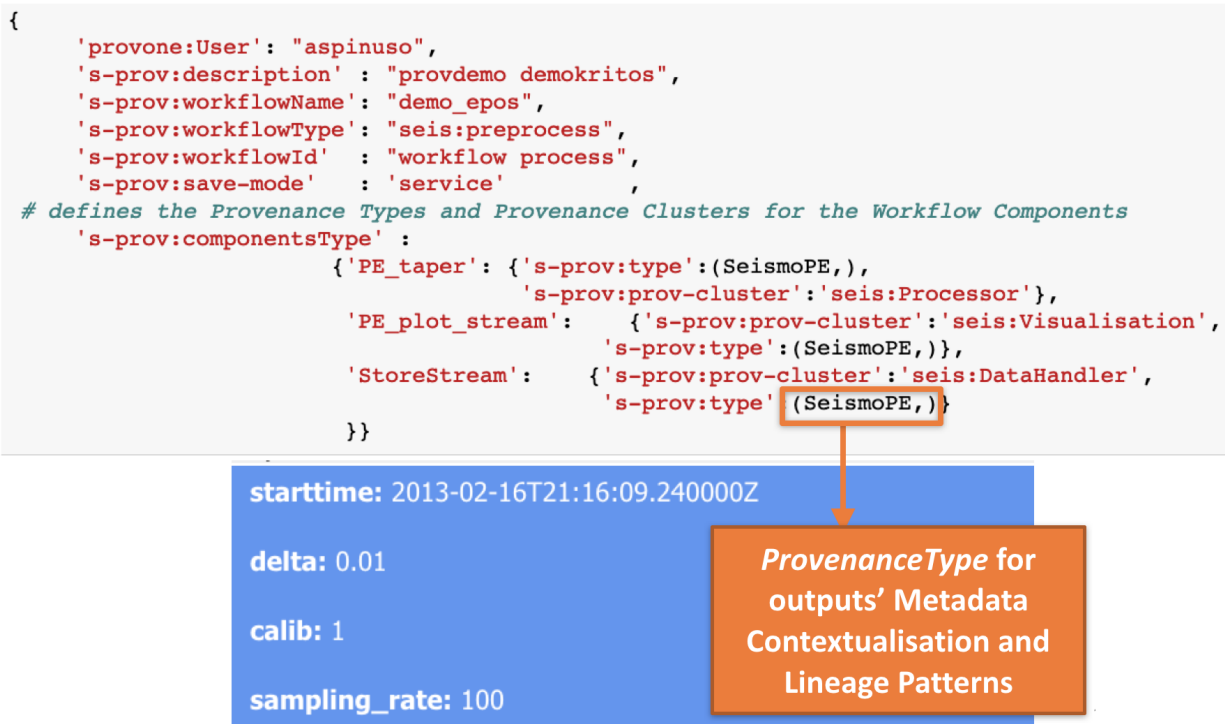 {
'provone:User': "aspinuso",
's-prov:description' : "provdemo demokritos",
's-prov:workflowName': "demo_epos",
's-prov:workflowType': "seis:preprocess",
's-prov:workflowId' : "workflow process",
's-prov:save-mode' : 'service' ,
# defines the Provenance Types and Provenance Clusters for the Workflow Components
's-prov:componentsType' :
{'PE_taper': {'s-prov:type':(SeismoPE,),
's-prov:prov-cluster':'seis:Processor'},
'PE_plot_stream': {'s-prov:prov-cluster':'seis:Visualisation',
's-prov:type':(SeismoPE,)},
'StoreStream': {'s-prov:prov-cluster':'seis:DataHandler',
's-prov:type':(SeismoPE,)}
}}
starttime: 2013-02-16T21:16:09.240000Z
delta: 0.01
calib: 1
sampling_rate: 100
ProvenanceType for
outputs’ Metadata
Contextualisation and
Lineage Patterns